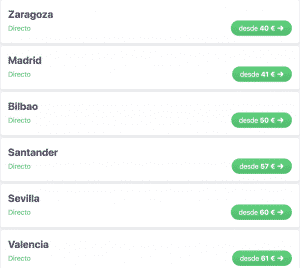 Zaragoza
Directo
desde 40 € →
Madrid
Directo
desde 41 € →
Bilbao
Directo
desde 50 € →
Santander
Directo
desde 57 € →
Sevilla
Directo
desde 60 € →
Valencia
Directo
desde 61 € →